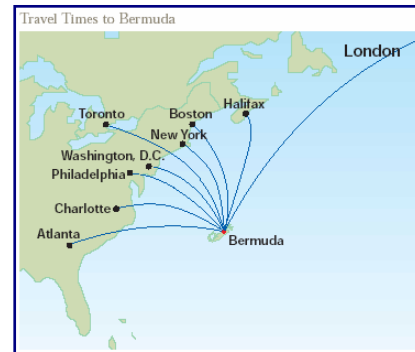 Travel Times to Bermuda
London
Halifax
Toronto
Boston
New York
Washington, D.C.
Philadelphia
Charlotte
Atlanta
Bermuda